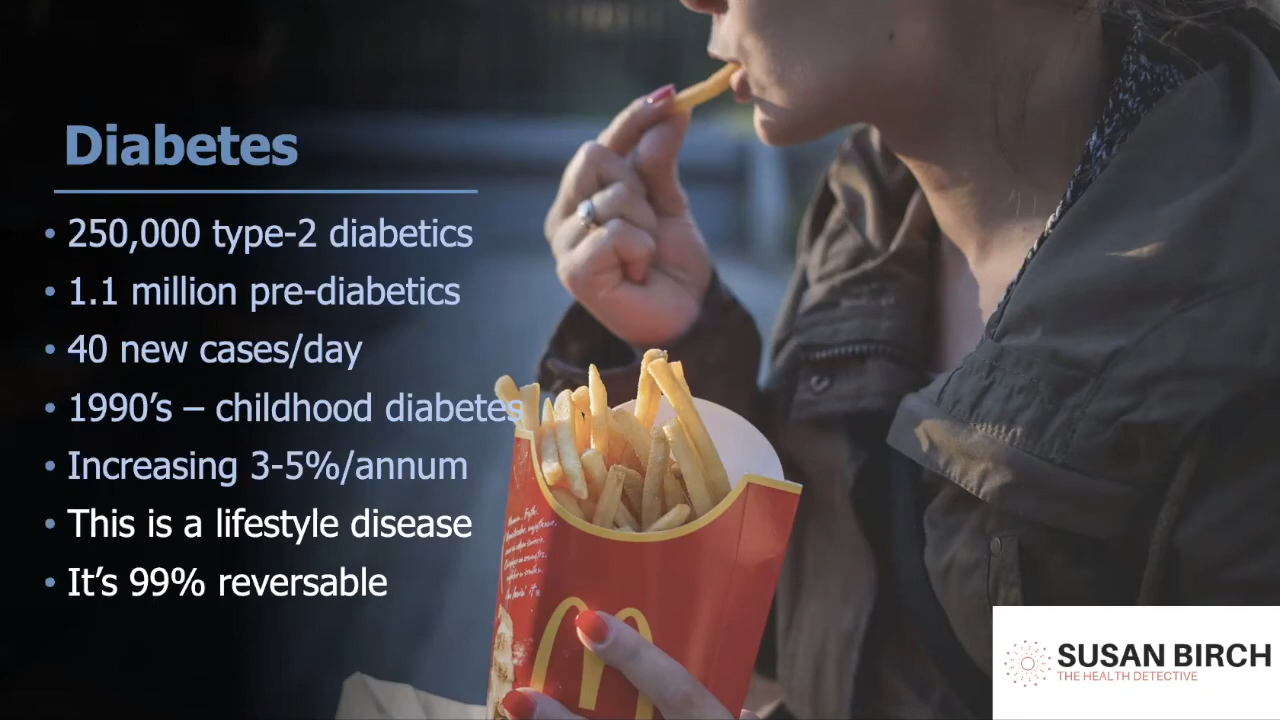 Diabetes
• 250,000 type-2 diabetics
• 1.1 million pre-diabetics
• 40 new cases/day
• 1990’s – childhood diabetes
• Increasing 3-5%/annum
• This is a lifestyle disease
• It’s 99% reversable
SUSAN BIRCH
THE HEALTH DETECTIVE